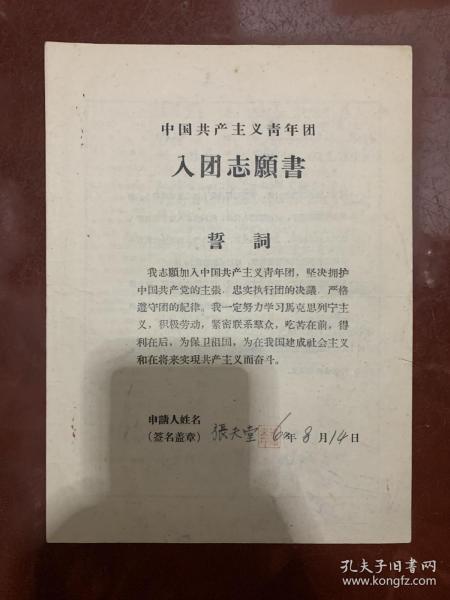 中国共产主义青年团
入团志願書
誓詞
我志願加入中国共产主义青年团，坚决拥护
中国共产党的主張，忠实执行团的决議，严格
遵守团的紀律。我一定努力学习馬克思列宁主
义，积极劳动，紧密联系羣众，吃苦在前，得
利在后，为保卫祖国，为在我国建成社会主义
和在将来实现共产主义而奋斗。
申請人姓名
(签名盖章) 張天堂 年8月14日
孔夫子旧书网
www.kongfz.com